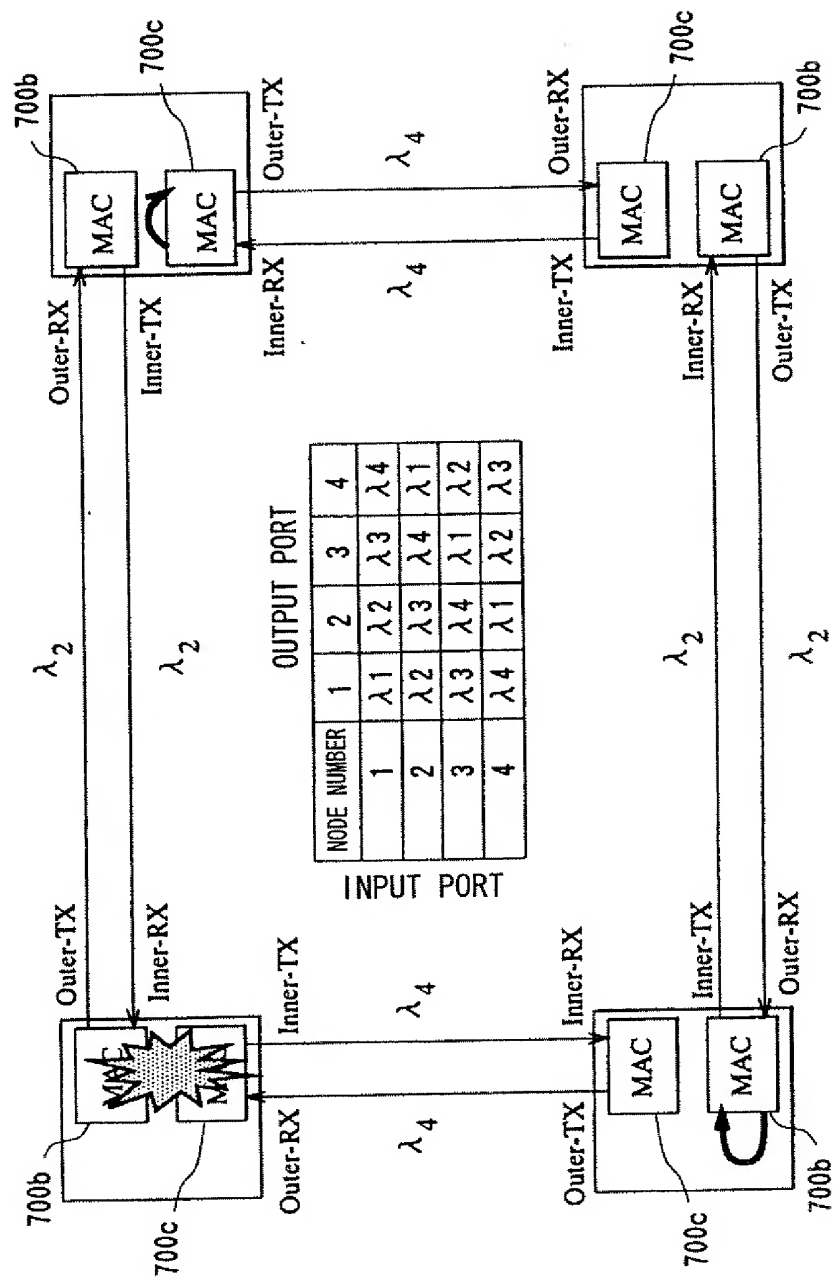 700b
Outer-TX
λ2
Outer-RX
MAC
700b
Inner-RX
λ2
Inner-TX
MAC
700c
700c
Outer-RX
Inner-TX
Inner-RX
Outer-TX
λ4
λ4
λ4
λ4
OUTPUT PORT
INPUT PORT
NODE NUMBER 1 2 3 4
1 λ1 λ2 λ3 λ4
2 λ2 λ3 λ4 λ1
3 λ3 λ4 λ1 λ2
4 λ4 λ1 λ2 λ3
Outer-TX
Inner-RX
Inner-TX
Outer-RX
700c
MAC
MAC
700c
Inner-TX
λ2
Inner-RX
MAC
MAC
700b
Outer-RX
λ2
Outer-TX
700b